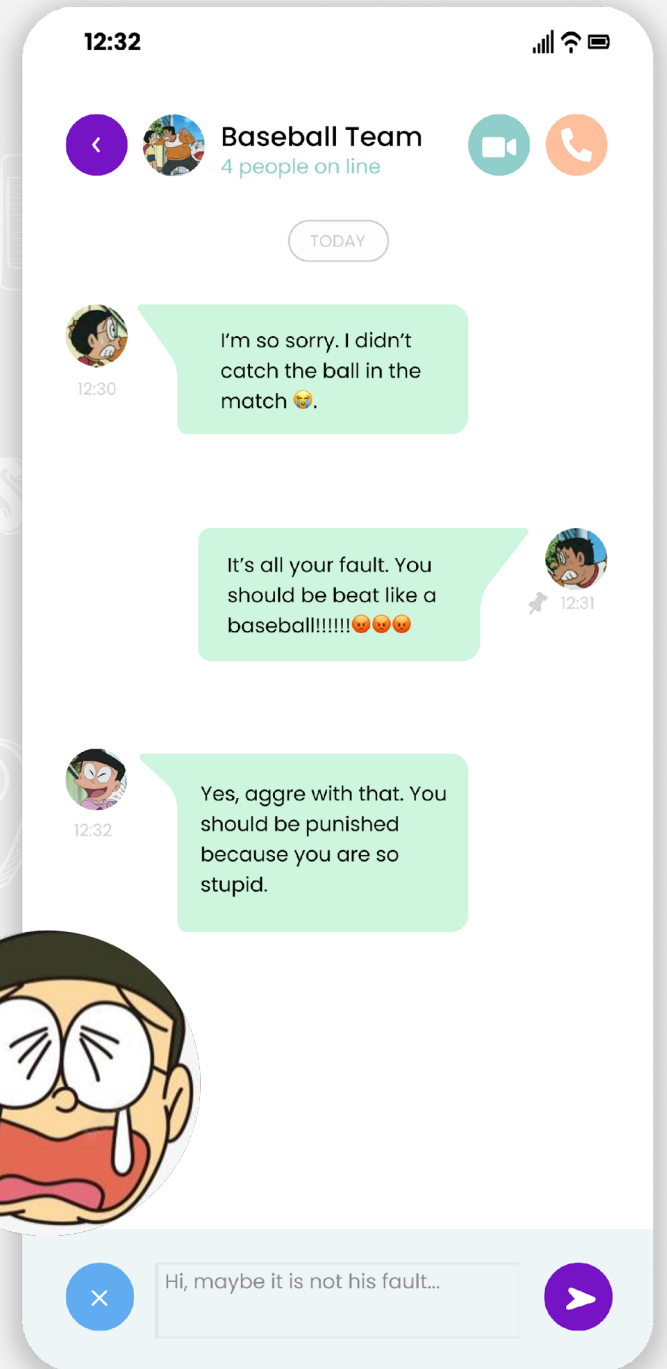 12:32
Baseball Team
4 people on line
TODAY
I'm so sorry. I didn't
catch the ball in the
match 😭.
12:30
It's all your fault. You
should be beat like a
baseball!!!!!!😡😡😡
12:31
Yes, aggre with that. You
should be punished
because you are so
stupid.
12:32
Hi, maybe it is not his fault...